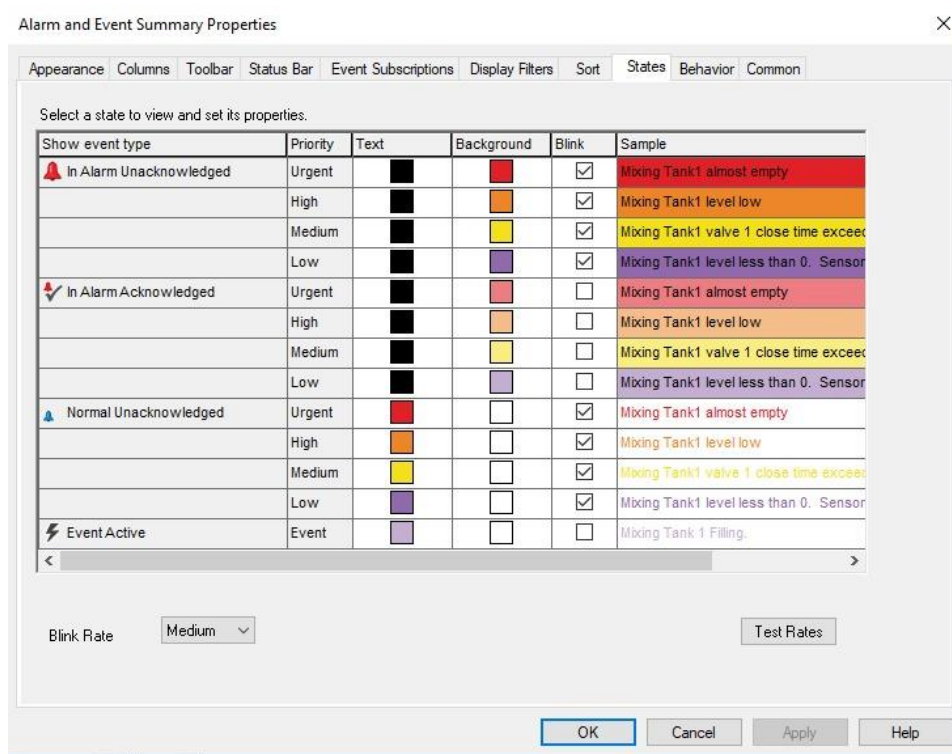 Alarm and Event Summary Properties
Appearance Columns Toolbar Status Bar Event Subscriptions Display Filters Sort States Behavior Common
Select a state to view and set its properties.
Show event type Priority Text Background Blink Sample
In Alarm Unacknowledged Urgent Mixing Tank1 almost empty
High Mixing Tank1 level low
Medium Mixing Tank1 valve 1 close time exceed
Low Mixing Tank1 level less than 0. Sensor
In Alarm Acknowledged Urgent Mixing Tank1 almost empty
High Mixing Tank1 level low
Medium Mixing Tank1 valve 1 close time exceed
Low Mixing Tank1 level less than 0. Sensor
Normal Unacknowledged Urgent Mixing Tank1 almost empty
High Mixing Tank1 level low
Medium Mixing Tank1 valve 1 close time exceed
Low Mixing Tank1 level less than 0. Sensor
Event Active Event Mixing Tank 1 Filling.
Blink Rate Medium Test Rates
OK Cancel Apply Help